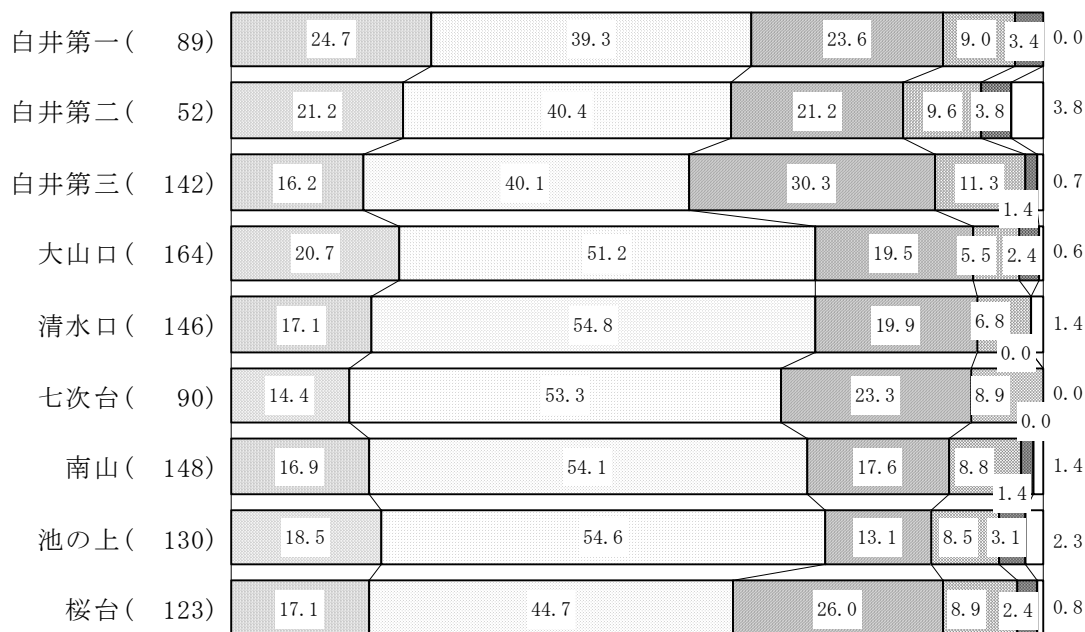 白井第一( 89) 24.7 39.3 23.6 9.0 3.4 0.0
白井第二( 52) 21.2 40.4 21.2 9.6 3.8 3.8
白井第三( 142) 16.2 40.1 30.3 11.3 1.4 0.7
大山口( 164) 20.7 51.2 19.5 5.5 2.4 0.6
清水口( 146) 17.1 54.8 19.9 6.8 0.0 1.4
七次台( 90) 14.4 53.3 23.3 8.9 0.0 0.0
南山( 148) 16.9 54.1 17.6 8.8 1.4 1.4
池の上( 130) 18.5 54.6 13.1 8.5 3.1 2.3
桜台( 123) 17.1 44.7 26.0 8.9 2.4 0.8